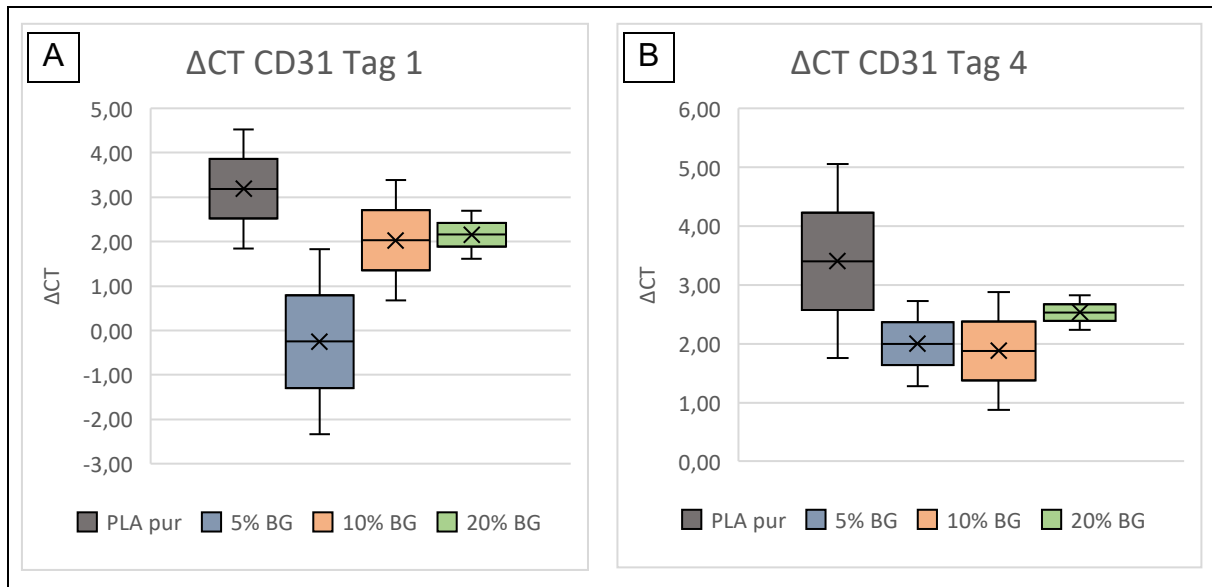 A
ΔCT CD31 Tag 1
ΔCT
5,00
4,00
3,00
2,00
1,00
0,00
-1,00
-2,00
-3,00
PLA pur 5% BG 10% BG 20% BG
B
ΔCT CD31 Tag 4
ΔCT
6,00
5,00
4,00
3,00
2,00
1,00
0,00
PLA pur 5% BG 10% BG 20% BG